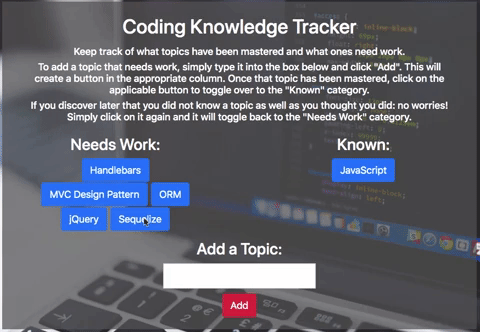 Coding Knowledge Tracker
Keep track of what topics have been mastered and what ones need work.
To add a topic that needs work, simply type it into the box below and click "Add". This will
create a button in the appropriate column. Once that topic has been mastered, click on the
applicable button to toggle over to the "Known" category.
If you discover later that you did not know a topic as well as you thought you did: no worries!
Simply click on it again and it will toggle back to the "Needs Work" category.
Needs Work:
Known:
Handlebars
JavaScript
MVC Design Pattern
ORM
jQuery
Sequelize
Add a Topic:
Add